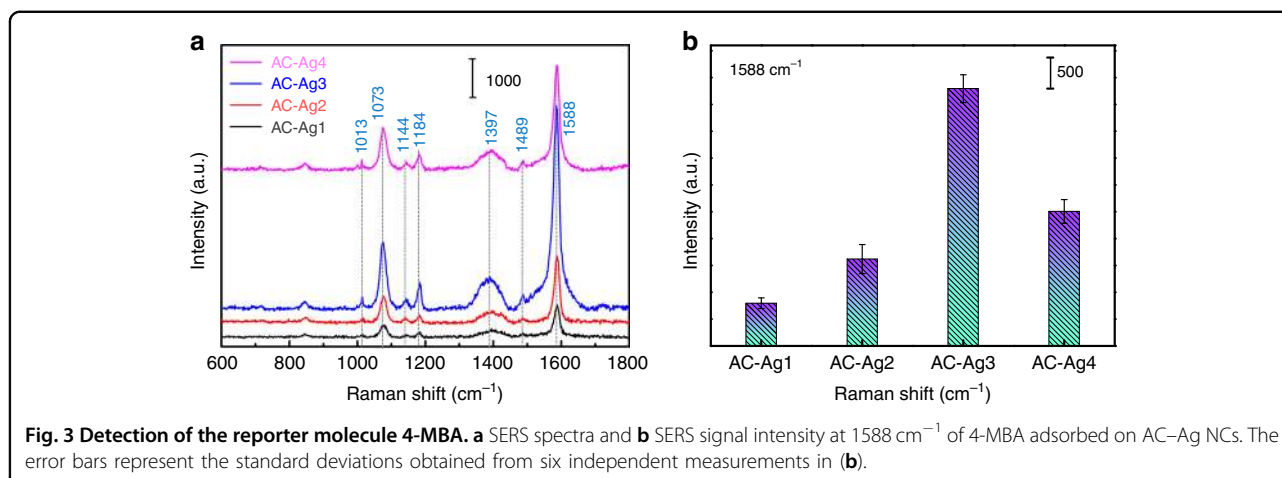 a
AC-Ag4
AC-Ag3
AC-Ag2
AC-Ag1
1000
1013
1073
1144
1184
1397
1489
1588
Intensity (a.u.)
600 800 1000 1200 1400 1600 1800
Raman shift (cm⁻¹)
b
1588 cm⁻¹
500
Intensity (a.u.)
AC-Ag1 AC-Ag2 AC-Ag3 AC-Ag4
Raman shift (cm⁻¹)
Fig. 3 Detection of the reporter molecule 4-MBA. a SERS spectra and b SERS signal intensity at 1588 cm⁻¹ of 4-MBA adsorbed on AC–Ag NCs. The
error bars represent the standard deviations obtained from six independent measurements in (b).